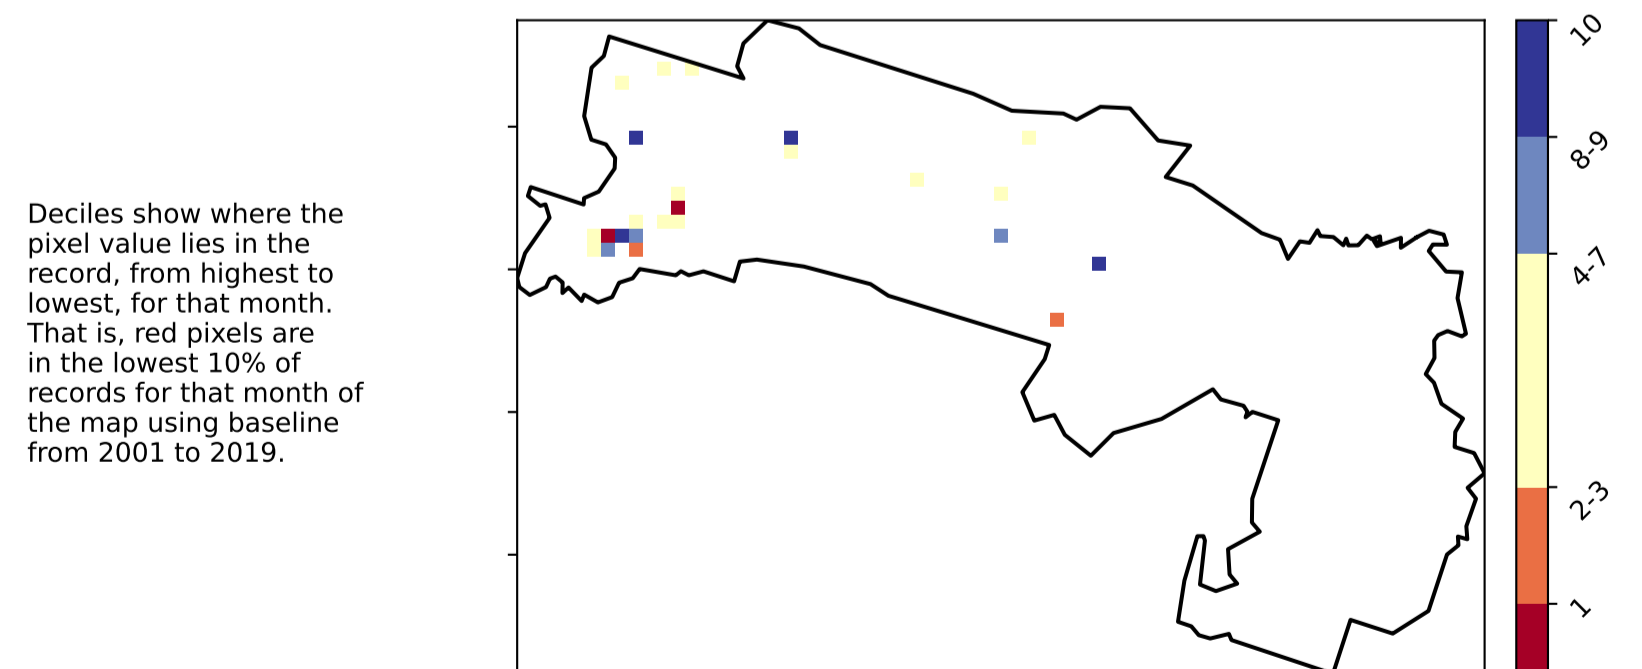 Deciles show where the
pixel value lies in the
record, from highest to
lowest, for that month.
That is, red pixels are
in the lowest 10% of
records for that month of
the map using baseline
from 2001 to 2019.
10
8-9
4-7
2-3
1